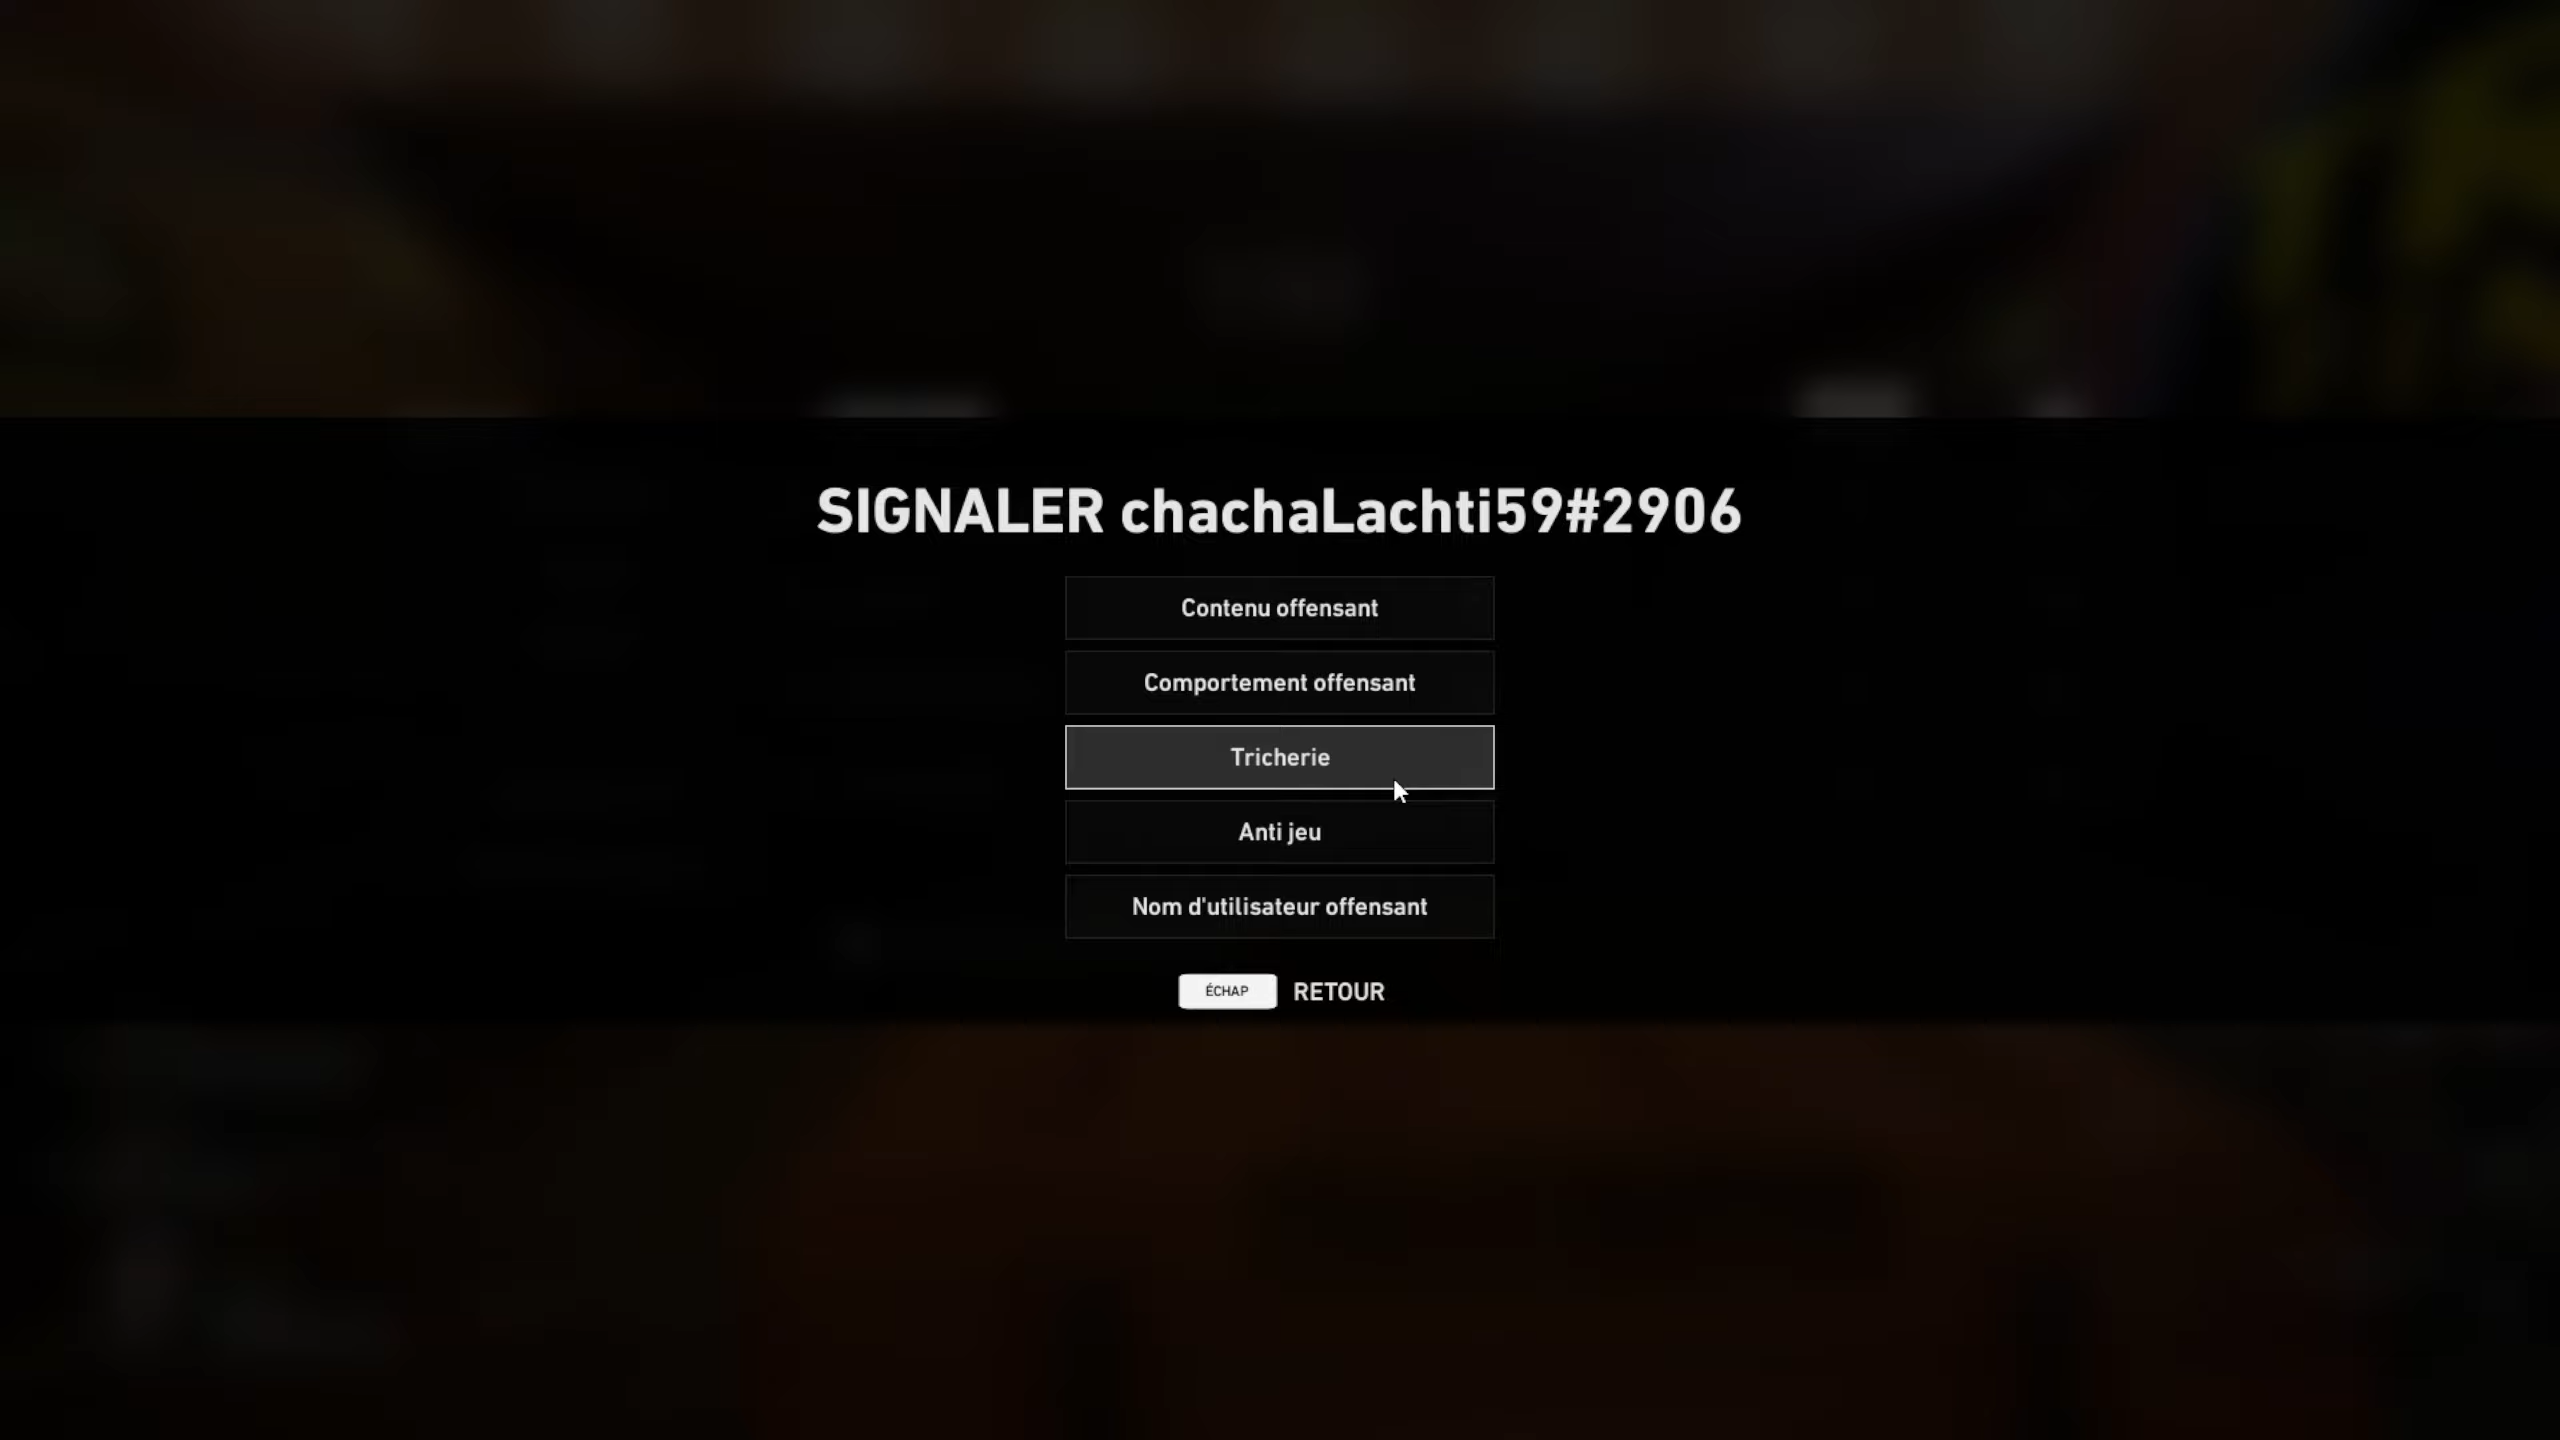 SIGNALER chachaLachti59#2906
Contenu offensant
Comportement offensant
Tricherie
Anti jeu
Nom d'utilisateur offensant
ÉCHAP RETOUR